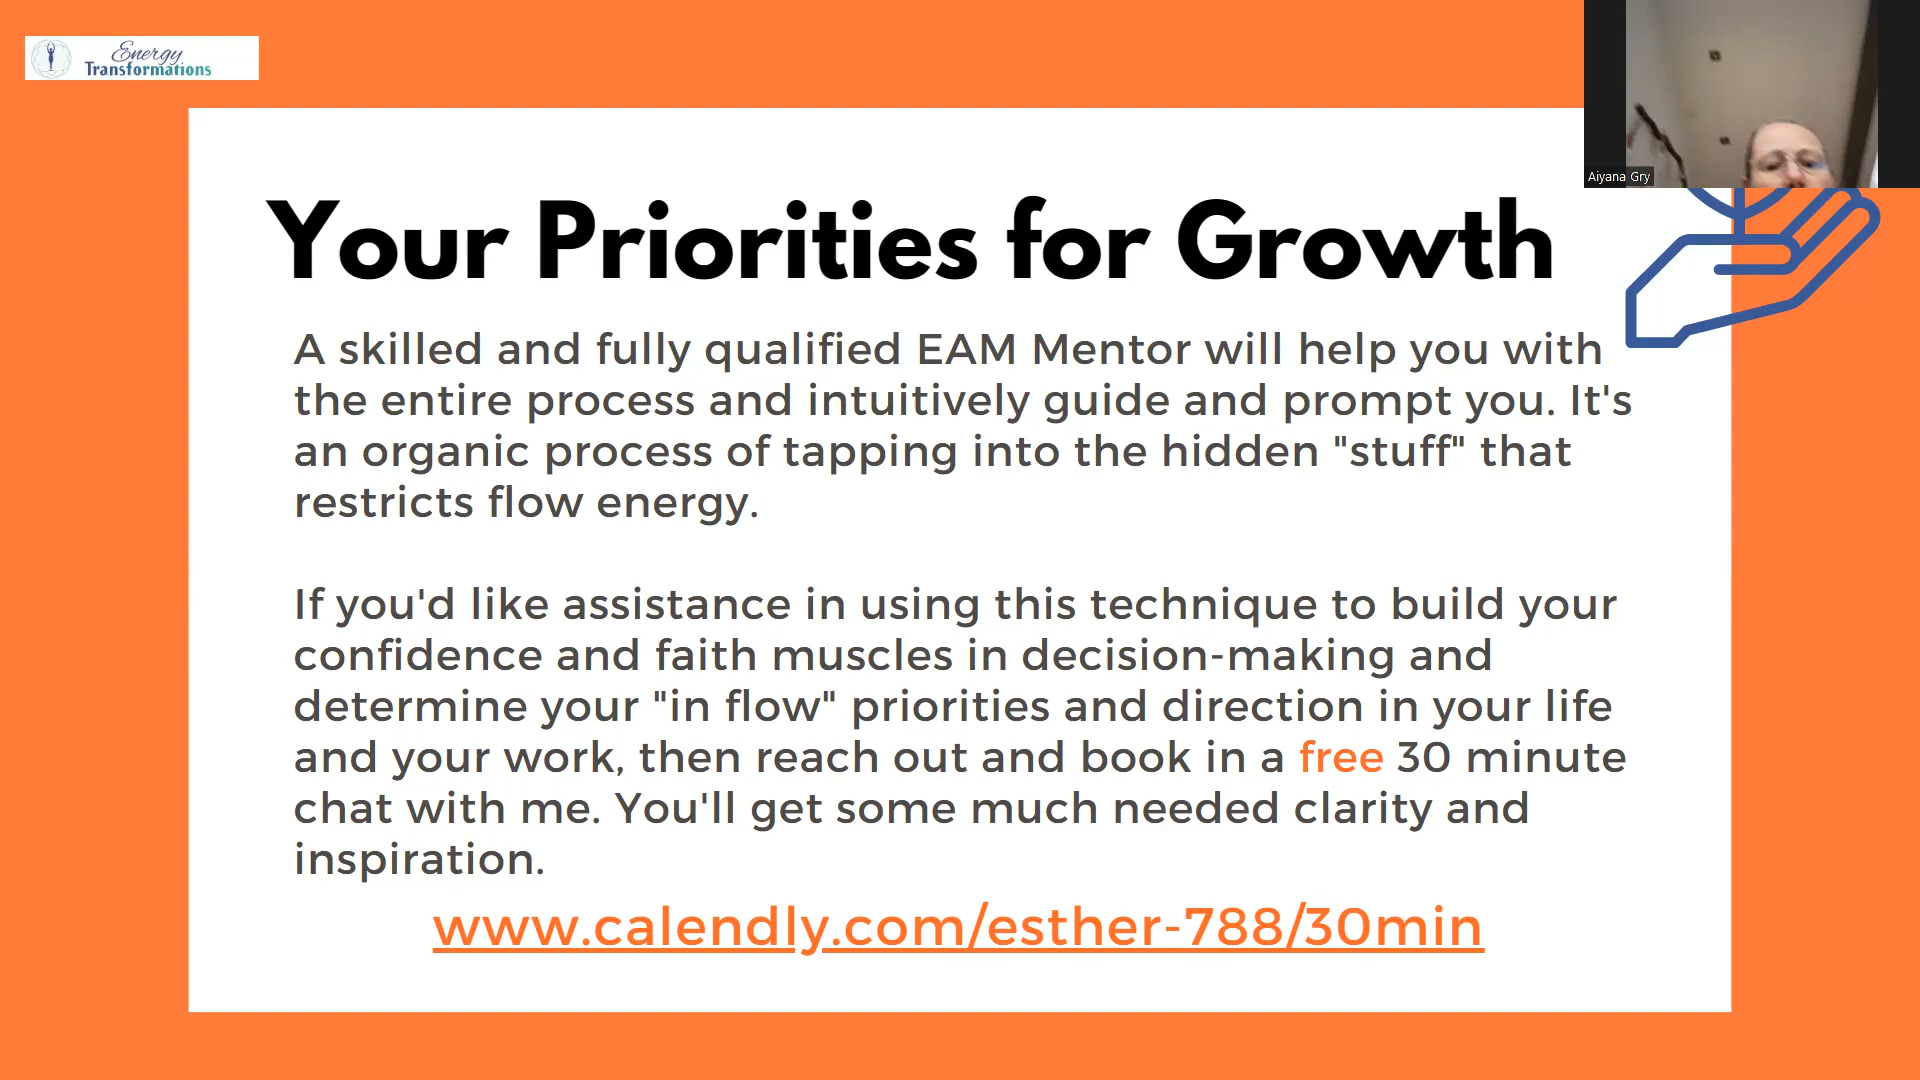 Energy
Transformations
Aiyana Gry
Your Priorities for Growth
A skilled and fully qualified EAM Mentor will help you with
the entire process and intuitively guide and prompt you. It's
an organic process of tapping into the hidden "stuff" that
restricts flow energy.
If you'd like assistance in using this technique to build your
confidence and faith muscles in decision-making and
determine your "in flow" priorities and direction in your life
and your work, then reach out and book in a free 30 minute
chat with me. You'll get some much needed clarity and
inspiration.
www.calendly.com/esther-788/30min